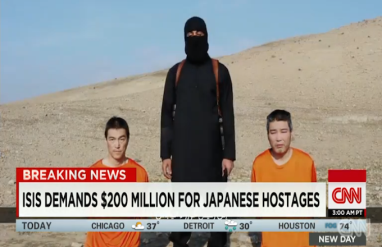 BREAKING NEWS
ISIS DEMANDS $200 MILLION FOR JAPANESE HOSTAGES
CNN
3:00 AM PT
TODAY CHICAGO 37° DETROIT 30° HOUSTON 74°
NEW DAY